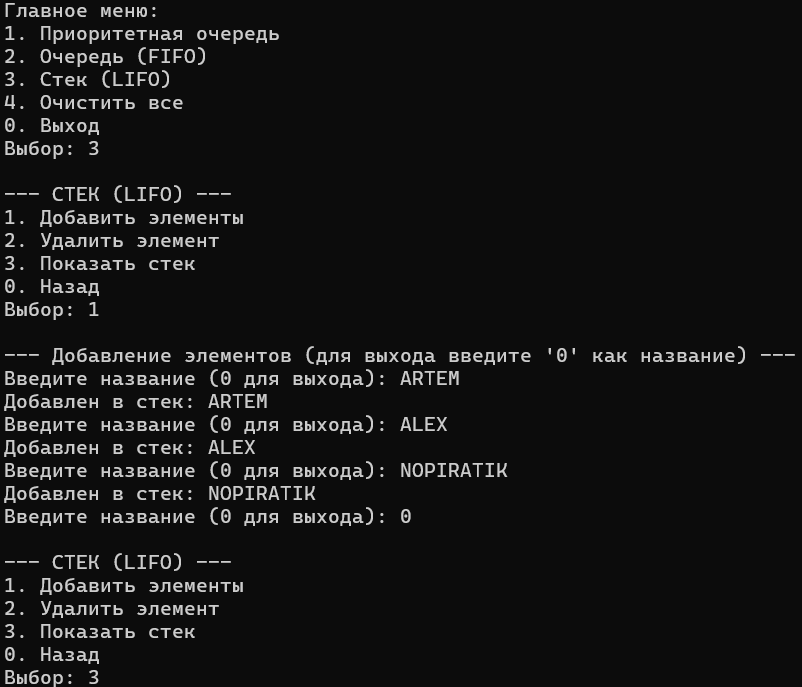 Главное меню:
1. Приоритетная очередь
2. Очередь (FIFO)
3. Стек (LIFO)
4. Очистить все
0. Выход
Выбор: 3
--- СТЕК (LIFO) ---
1. Добавить элементы
2. Удалить элемент
3. Показать стек
0. Назад
Выбор: 1
--- Добавление элементов (для выхода введите '0' как название) ---
Введите название (0 для выхода): ARTEM
Добавлен в стек: ARTEM
Введите название (0 для выхода): ALEX
Добавлен в стек: ALEX
Введите название (0 для выхода): NOPIRATIK
Добавлен в стек: NOPIRATIK
Введите название (0 для выхода): 0
--- СТЕК (LIFO) ---
1. Добавить элементы
2. Удалить элемент
3. Показать стек
0. Назад
Выбор: 3